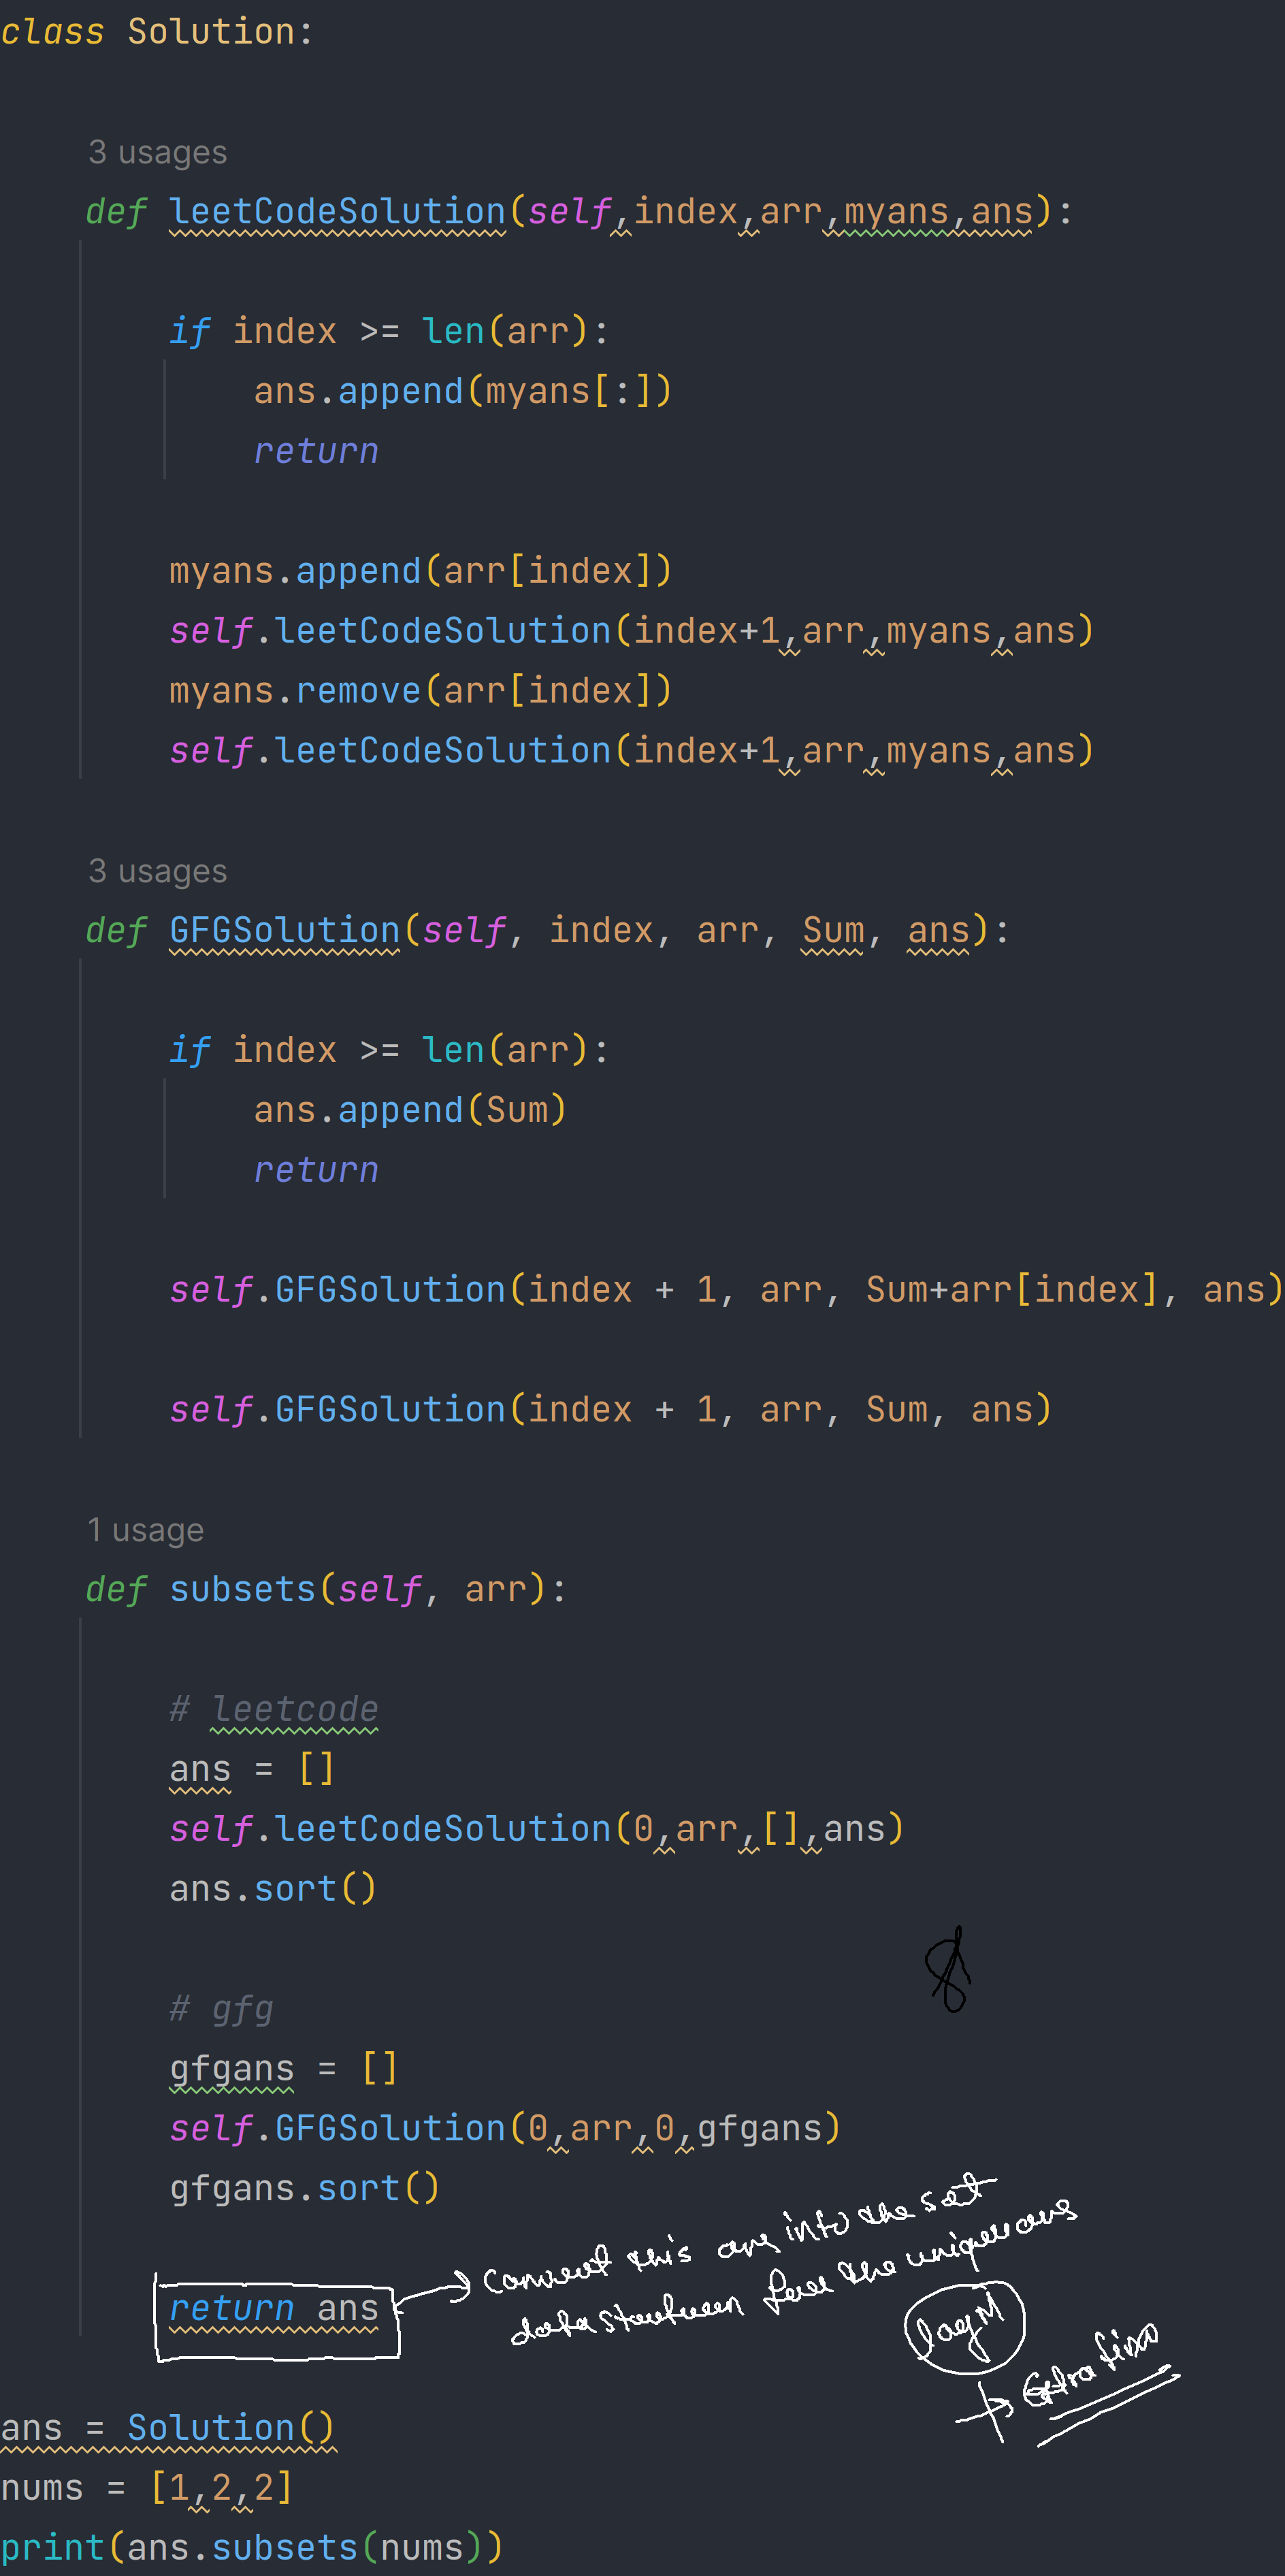 class Solution:
3 usages
def leetCodeSolution(self,index,arr,myans,ans):
if index >= len(arr):
ans.append(myans[:])
return
myans.append(arr[index])
self.leetCodeSolution(index+1,arr,myans,ans)
myans.remove(arr[index])
self.leetCodeSolution(index+1,arr,myans,ans)
3 usages
def GFGSolution(self, index, arr, Sum, ans):
if index >= len(arr):
ans.append(Sum)
return
self.GFGSolution(index + 1, arr, Sum+arr[index], ans)
self.GFGSolution(index + 1, arr, Sum, ans)
1 usage
def subsets(self, arr):
# leetcode
ans = []
self.leetCodeSolution(0,arr,[],ans)
ans.sort()
# gfg
gfgans = []
self.GFGSolution(0,arr,0,gfgans)
gfgans.sort()
Convert this ans into the set
for the unique ans
return ans
logM
Extra
ans = Solution()
nums = [1,2,2]
print(ans.subsets(nums))